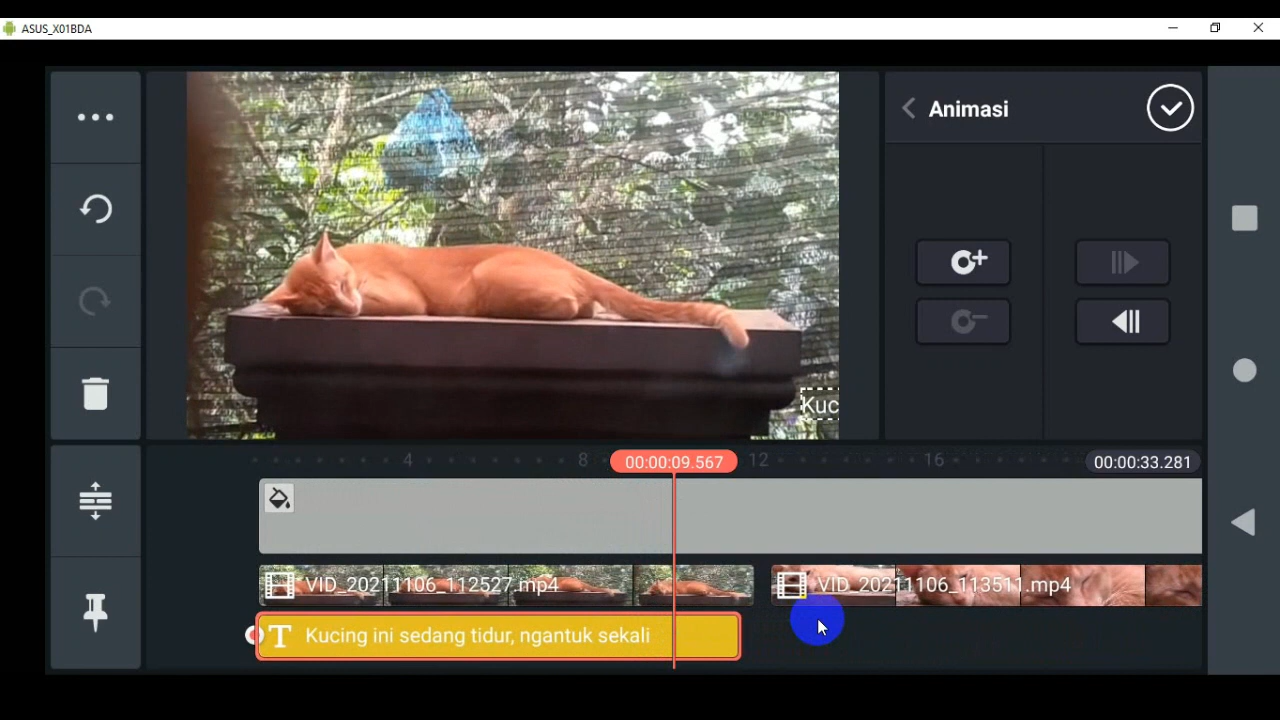 ASUS_X01BDA
Animasi
Kuc
4
8
00:00:09.567
12
16
00:00:33.281
VID_20211106_112527.mp4
VID_20211106_113511.mp4
T Kucing ini sedang tidur, ngantuk sekali